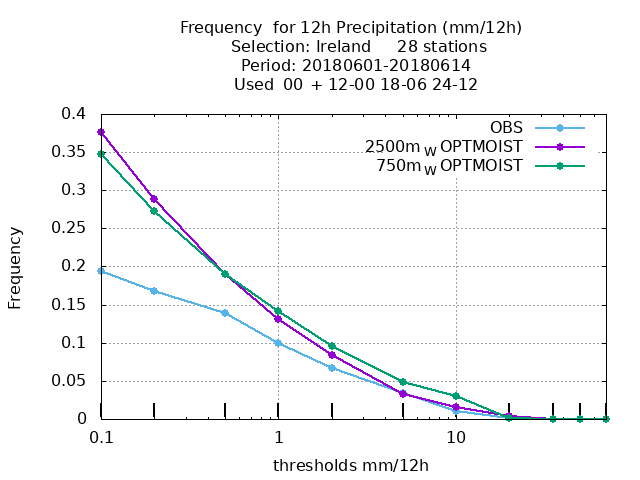 Frequency  for 12h Precipitation (mm/12h)
Selection: Ireland     28 stations
Period: 20180601-20180614
Used  00  + 12-00 18-06 24-12
OBS
2500m W OPTMOIST
750m W OPTMOIST
0.4
0.35
0.3
0.25
0.2
0.15
0.1
0.05
0
Frequency
0.1
1
10
thresholds mm/12h